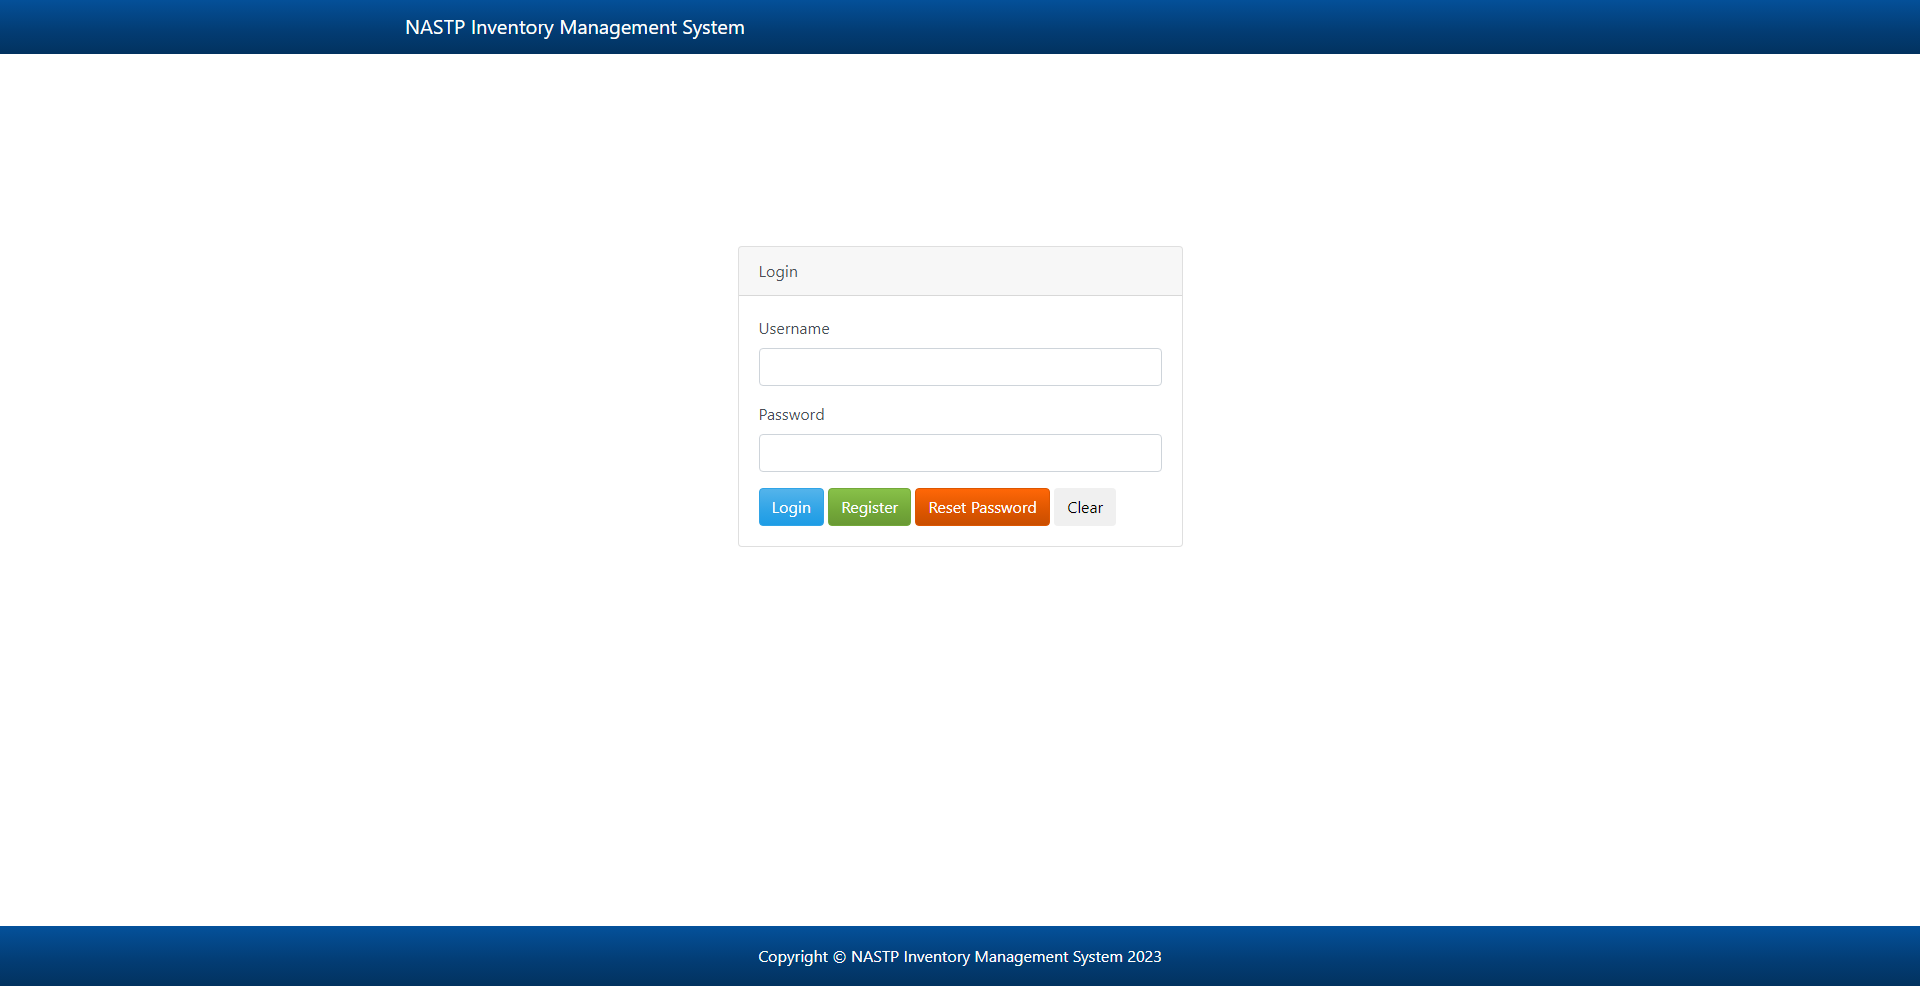 NASTP Inventory Management System
Login
Username
Password
Login Register Reset Password Clear
Copyright © NASTP Inventory Management System 2023